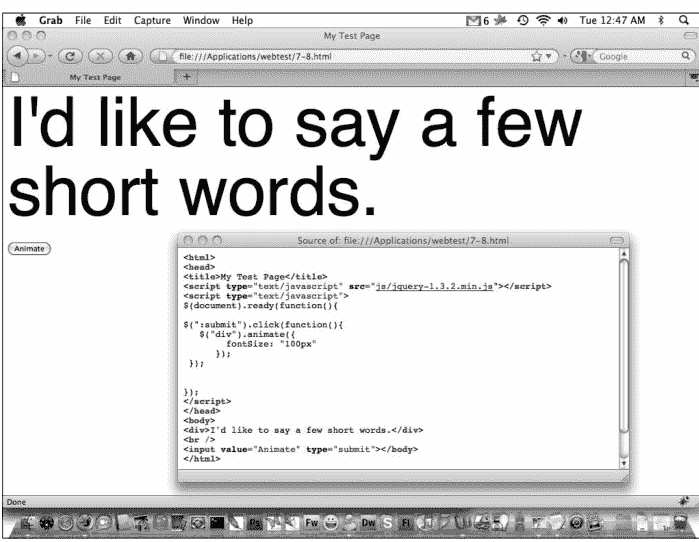 Grab File Edit Capture Window Help 6 Tue 12:47 AM
My Test Page
file:///Applications/webtest/7-8.html Google
My Test Page +
I'd like to say a few
short words.
Animate
Source of: file:///Applications/webtest/7-8.html
<html>
<head>
<title>My Test Page</title>
<script type="text/javascript" src="js/jquery-1.3.2.min.js"></script>
<script type="text/javascript">
$(document).ready(function(){
$(":submit").click(function(){
$("div").animate({
fontSize: "100px"
});
});
});
</script>
</head>
<body>
<div>I'd like to say a few short words.</div>
<br />
<input value="Animate" type="submit"></body>
</html>
Done
Ps Fw Dw S Fl